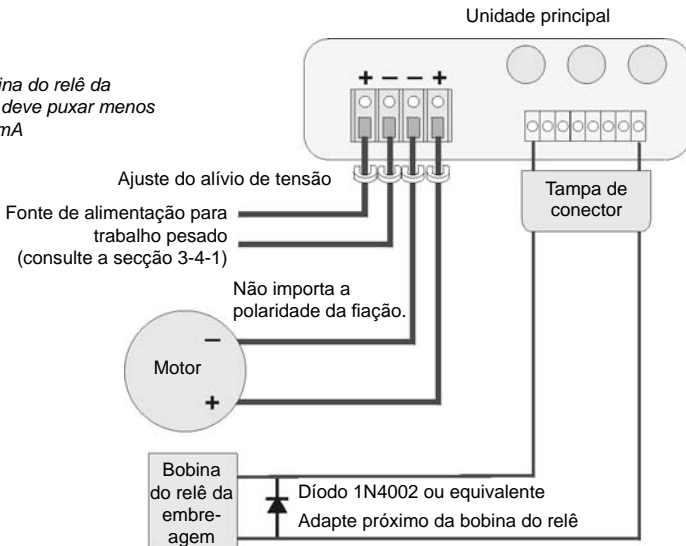 Unidade principal
ina do relê da
deve puxar menos
mA
+ – – +
Ajuste do alívio de tensão
Tampa de
conector
Fonte de alimentação para
trabalho pesado
(consulte a secção 3-4-1)
Não importa a
polaridade da fiação.
–
Motor
+
Bobina
do relê da
embre-
agem
Díodo 1N4002 ou equivalente
Adapte próximo da bobina do relê